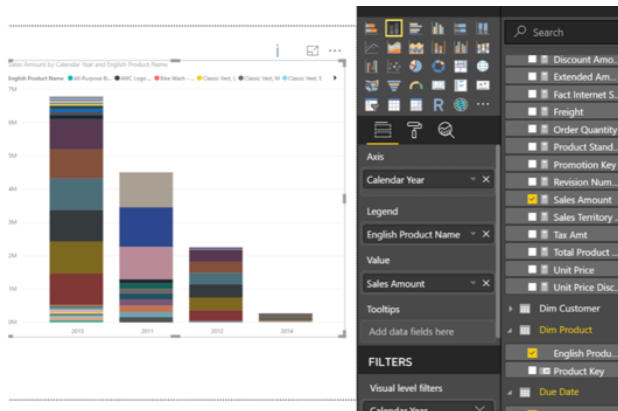 Sales Amount by Calendar Year and English Product Name
English Product Name All-Purpose B... AWC Logo ... Bike Wash - ... Classic Vest, L Classic Vest, M Classic Vest, S
7M
6M
5M
4M
3M
2M
1M
0M
2013 2011 2012 2014
Axis
Calendar Year
Legend
English Product Name
Value
Sales Amount
Tooltips
Add data fields here
FILTERS
Visual level filters
Calendar Year
Search
Discount Amo...
Extended Am...
Fact Internet S...
Freight
Order Quantity
Product Stand...
Promotion Key
Revision Num...
Sales Amount
Sales Territory ...
Tax Amt
Total Product ...
Unit Price
Unit Price Disc...
Dim Customer
Dim Product
English Produ...
Product Key
Due Date